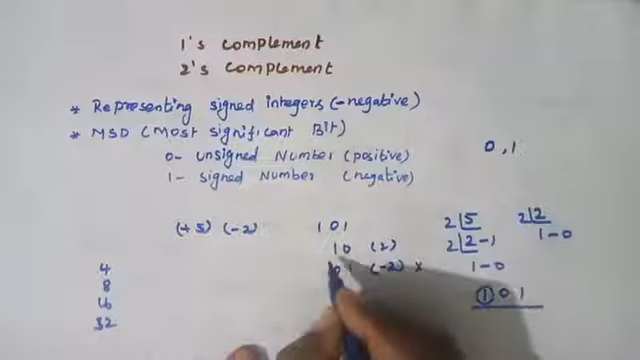 1's complement
2's complement
* Representing signed integers (-negative)
* MSD (Most significant Bit)
0- unsigned Number (positive)
1- signed Number (negative)
0,1
(+5) (-2) 101
10 (2)
01 (-2) x
4
8
16
32
2 5
2 2-1
1-0
101
2 2
1-0